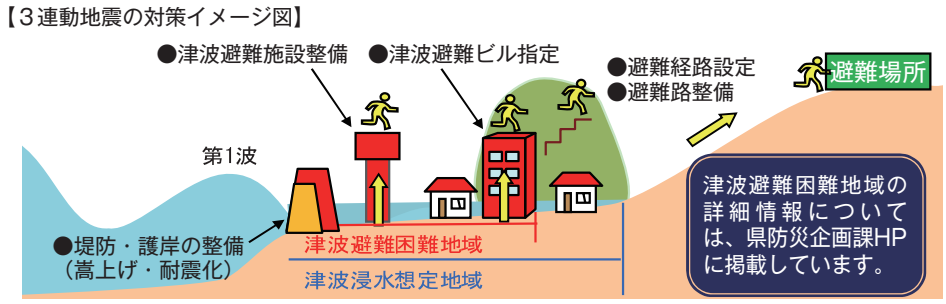 【３連動地震の対策イメージ図】
●津波避難施設整備
●津波避難ビル指定
●避難経路設定
●避難路整備
避難場所
第1波
津波避難困難地域の
詳細情報について
は、県防災企画課HP
に掲載しています。
●堤防・護岸の整備
（嵩上げ・耐震化）
津波避難困難地域
津波浸水想定地域